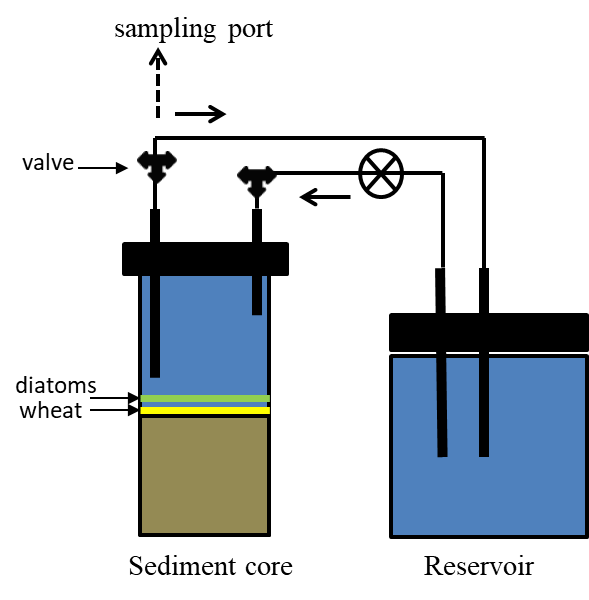 sampling port
valve
diatoms
wheat
Sediment core
Reservoir